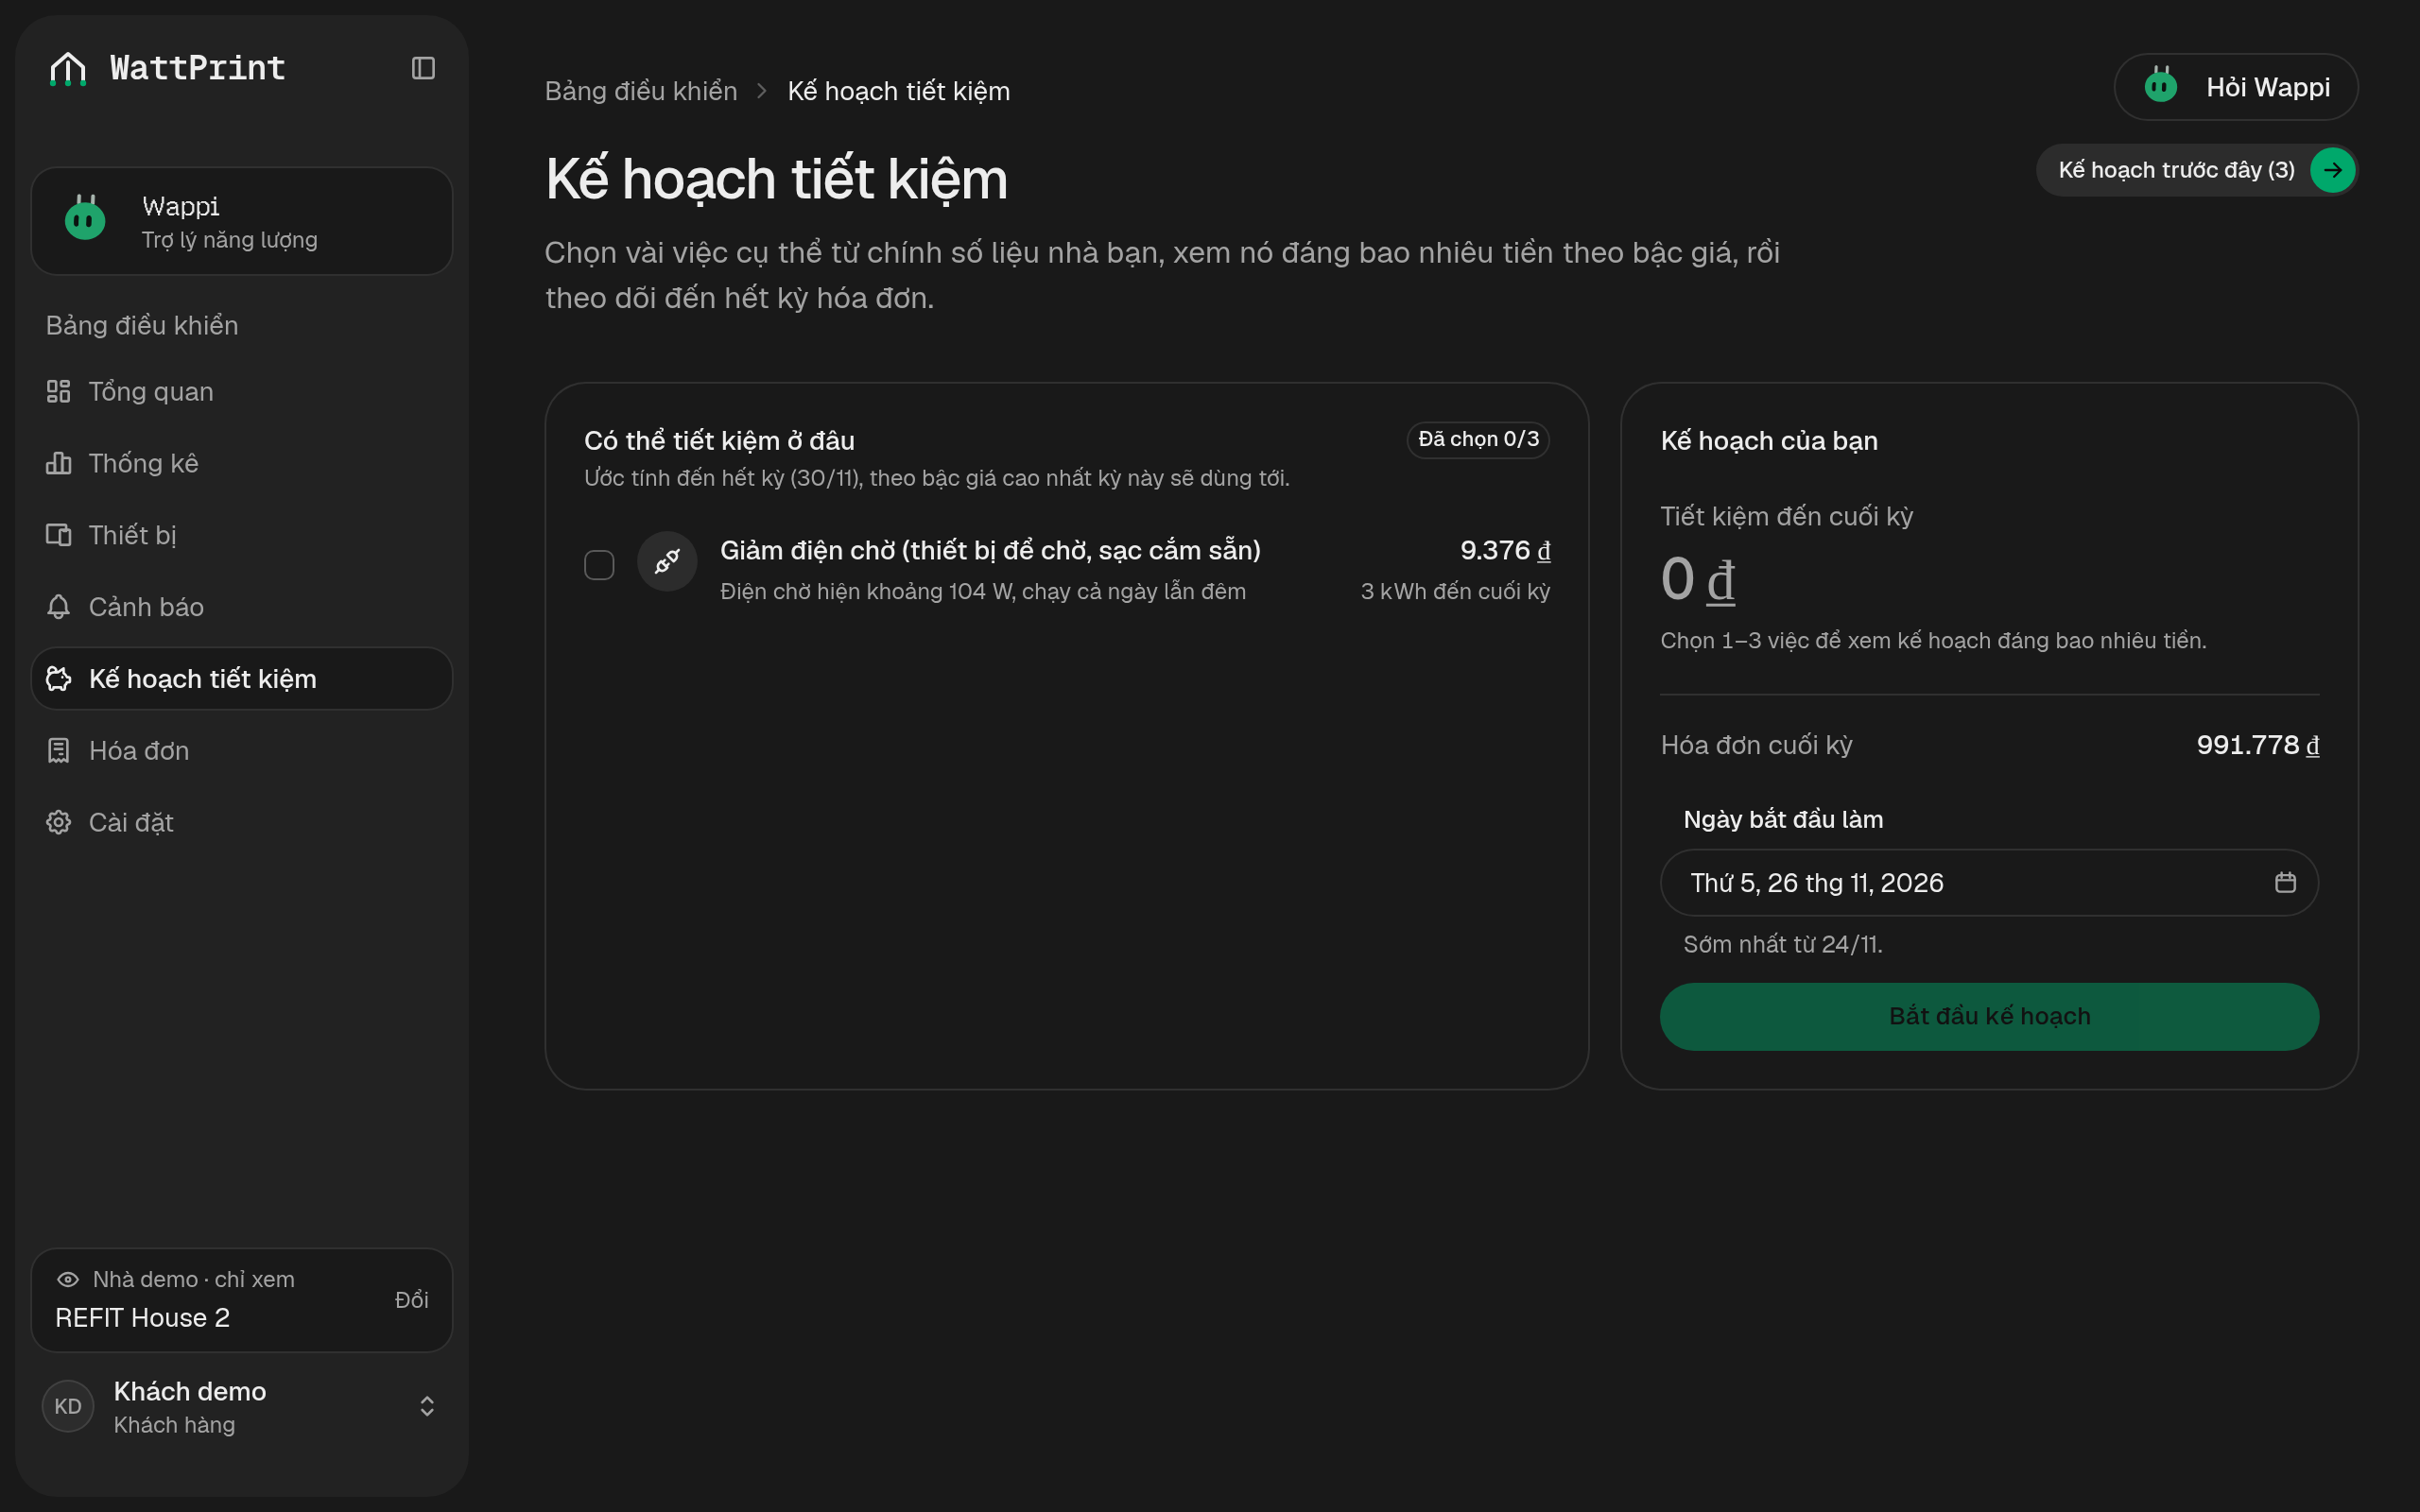 WattPrint
Wappi
Trợ lý năng lượng
Bảng điều khiển
Tổng quan
Thống kê
Thiết bị
Cảnh báo
Kế hoạch tiết kiệm
Hóa đơn
Cài đặt
Nhà demo · chỉ xem
REFIT House 2
Đổi
KD
Khách demo
Khách hàng
Bảng điều khiển > Kế hoạch tiết kiệm
Hỏi Wappi
Kế hoạch tiết kiệm
Kế hoạch trước đây (3)
Chọn vài việc cụ thể từ chính số liệu nhà bạn, xem nó đáng bao nhiêu tiền theo bậc giá, rồi
theo dõi đến hết kỳ hóa đơn.
Có thể tiết kiệm ở đâu
Đã chọn 0/3
Ước tính đến hết kỳ (30/11), theo bậc giá cao nhất kỳ này sẽ dùng tới.
Giảm điện chờ (thiết bị để chờ, sạc cắm sẵn)
9.376 ₫
Điện chờ hiện khoảng 104 W, chạy cả ngày lẫn đêm
3 kWh đến cuối kỳ
Kế hoạch của bạn
Tiết kiệm đến cuối kỳ
0 ₫
Chọn 1–3 việc để xem kế hoạch đáng bao nhiêu tiền.
Hóa đơn cuối kỳ
991.778 ₫
Ngày bắt đầu làm
Thứ 5, 26 thg 11, 2026
Sớm nhất từ 24/11.
Bắt đầu kế hoạch